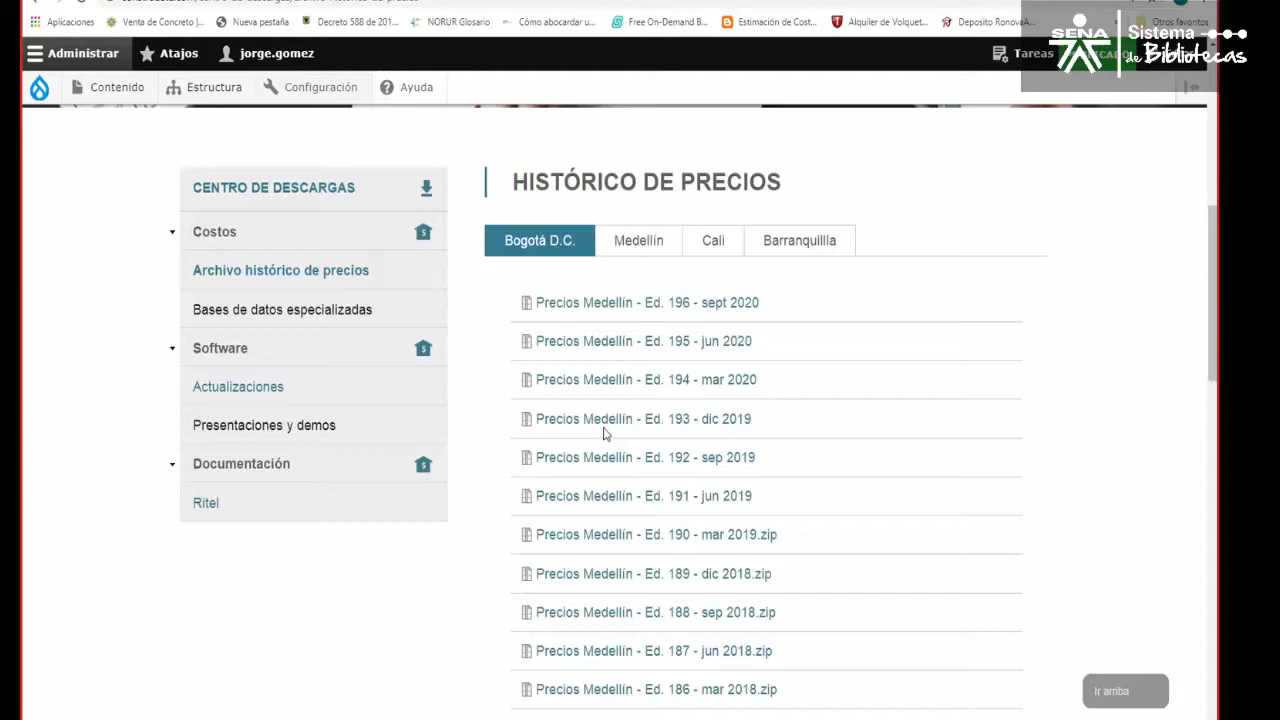 Aplicaciones Venta de Concreto |... Nueva pestaña Decreto 588 de 201... NORUR Glosario Cómo abocardar u... Free On-Demand B... Estimación de Cost... Alquiler de Volquet... Deposito RonovA... Otros favoritos
Administrar Atajos jorge.gomez Tareas
SENA Sistema de Bibliotecas
Contenido Estructura Configuración Ayuda
CENTRO DE DESCARGAS
Costos
Archivo histórico de precios
Bases de datos especializadas
Software
Actualizaciones
Presentaciones y demos
Documentación
Ritel
HISTÓRICO DE PRECIOS
Bogotá D.C. Medellín Cali Barranquillla
Precios Medellín - Ed. 196 - sept 2020
Precios Medellín - Ed. 195 - jun 2020
Precios Medellín - Ed. 194 - mar 2020
Precios Medellín - Ed. 193 - dic 2019
Precios Medellín - Ed. 192 - sep 2019
Precios Medellín - Ed. 191 - jun 2019
Precios Medellín - Ed. 190 - mar 2019.zip
Precios Medellín - Ed. 189 - dic 2018.zip
Precios Medellín - Ed. 188 - sep 2018.zip
Precios Medellín - Ed. 187 - jun 2018.zip
Precios Medellín - Ed. 186 - mar 2018.zip
Ir arriba